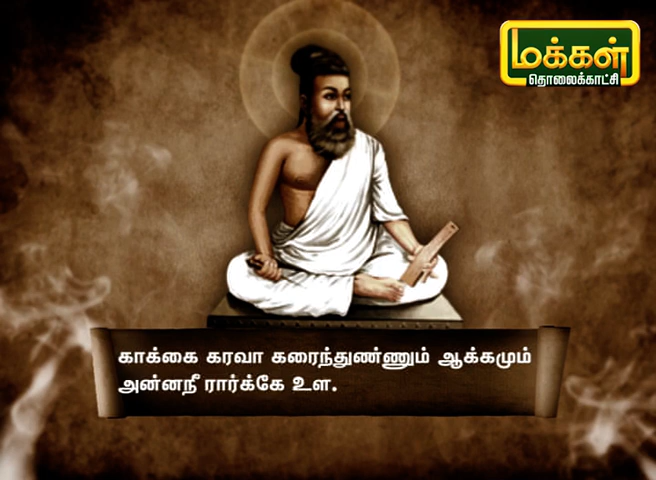 மக்கள்
தொலைக்காட்சி
காக்கை கரவா கரைந்துண்ணும் ஆக்கமும்
அன்னநீ ரார்க்கே உள.